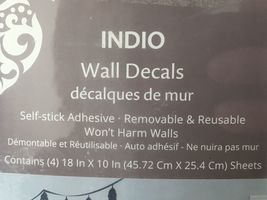 INDIO
Wall Decals
décalques de mur
Self-stick Adhesive · Removable & Reusable
Won't Harm Walls
Démontable et Réutilisable · Auto adhésif - Ne nuira pas mur
Contains (4) 18 In X 10 In (45.72 Cm X 25.4 Cm) Sheets